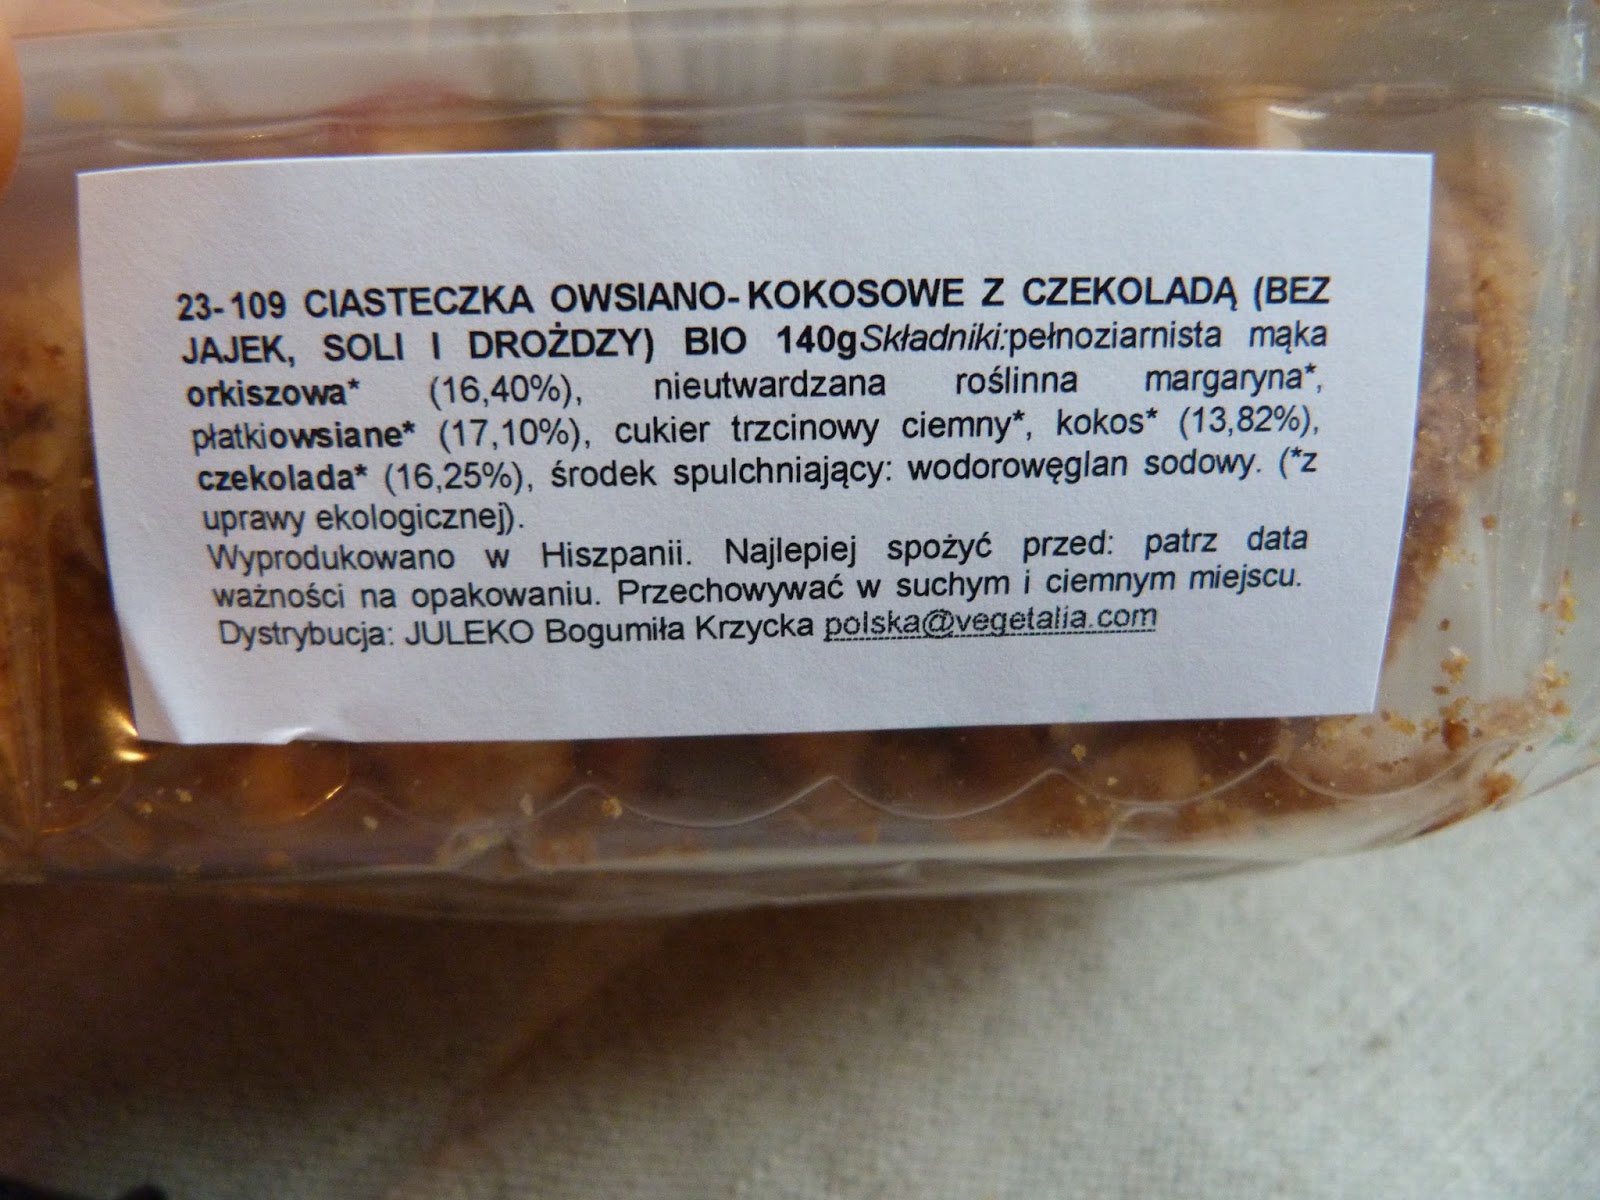 23-109 CIASTECZKA OWSIANO-KOKOSOWE Z CZEKOLADĄ (BEZ
JAJEK, SOLI I DROŻDZY) BIO 140gSkładniki:pełnoziarnista mąka
orkiszowa* (16,40%), nieutwardzana roślinna margaryna*,
płatkiowsiane* (17,10%), cukier trzcinowy ciemny*, kokos* (13,82%),
czekolada* (16,25%), środek spulchniający: wodorowęglan sodowy. (*z
uprawy ekologicznej).
Wyprodukowano w Hiszpanii. Najlepiej spożyć przed: patrz data
ważności na opakowaniu. Przechowywać w suchym i ciemnym miejscu.
Dystrybucja: JULEKO Bogumiła Krzycka polska@vegetalia.com